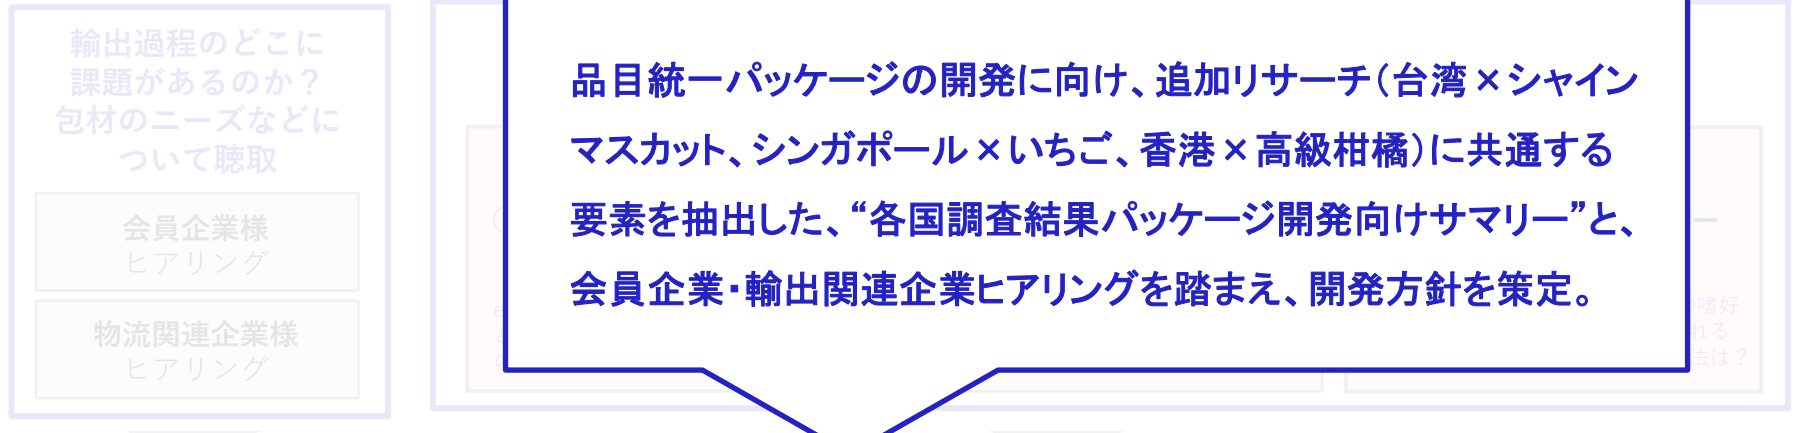 輸出過程のどこに
課題があるのか？
包材のニーズなどに
ついて聴取
会員企業様
ヒアリング
物流関連企業様
ヒアリング
品目統一パッケージの開発に向け、追加リサーチ（台湾×シャイン
マスカット、シンガポール×いちご、香港×高級柑橘）に共通する
要素を抽出した、“各国調査結果パッケージ開発向けサマリー”と、
会員企業・輸出関連企業ヒアリングを踏まえ、開発方針を策定。
嗜好
れる
法は？